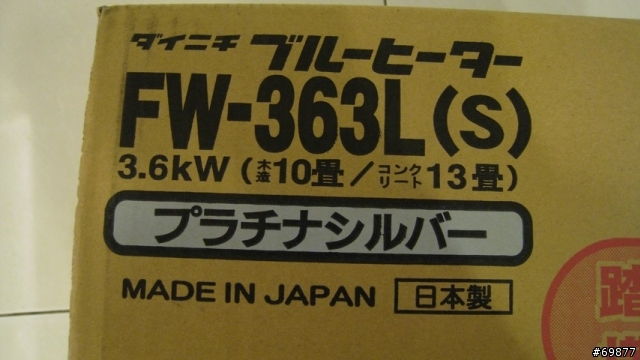 ダイニチ ブルーヒーター
FW-363L(S)
3.6kW(木造10畳/コンクリート13畳)
プラチナシルバー
MADE IN JAPAN 日本製
踏
#69877